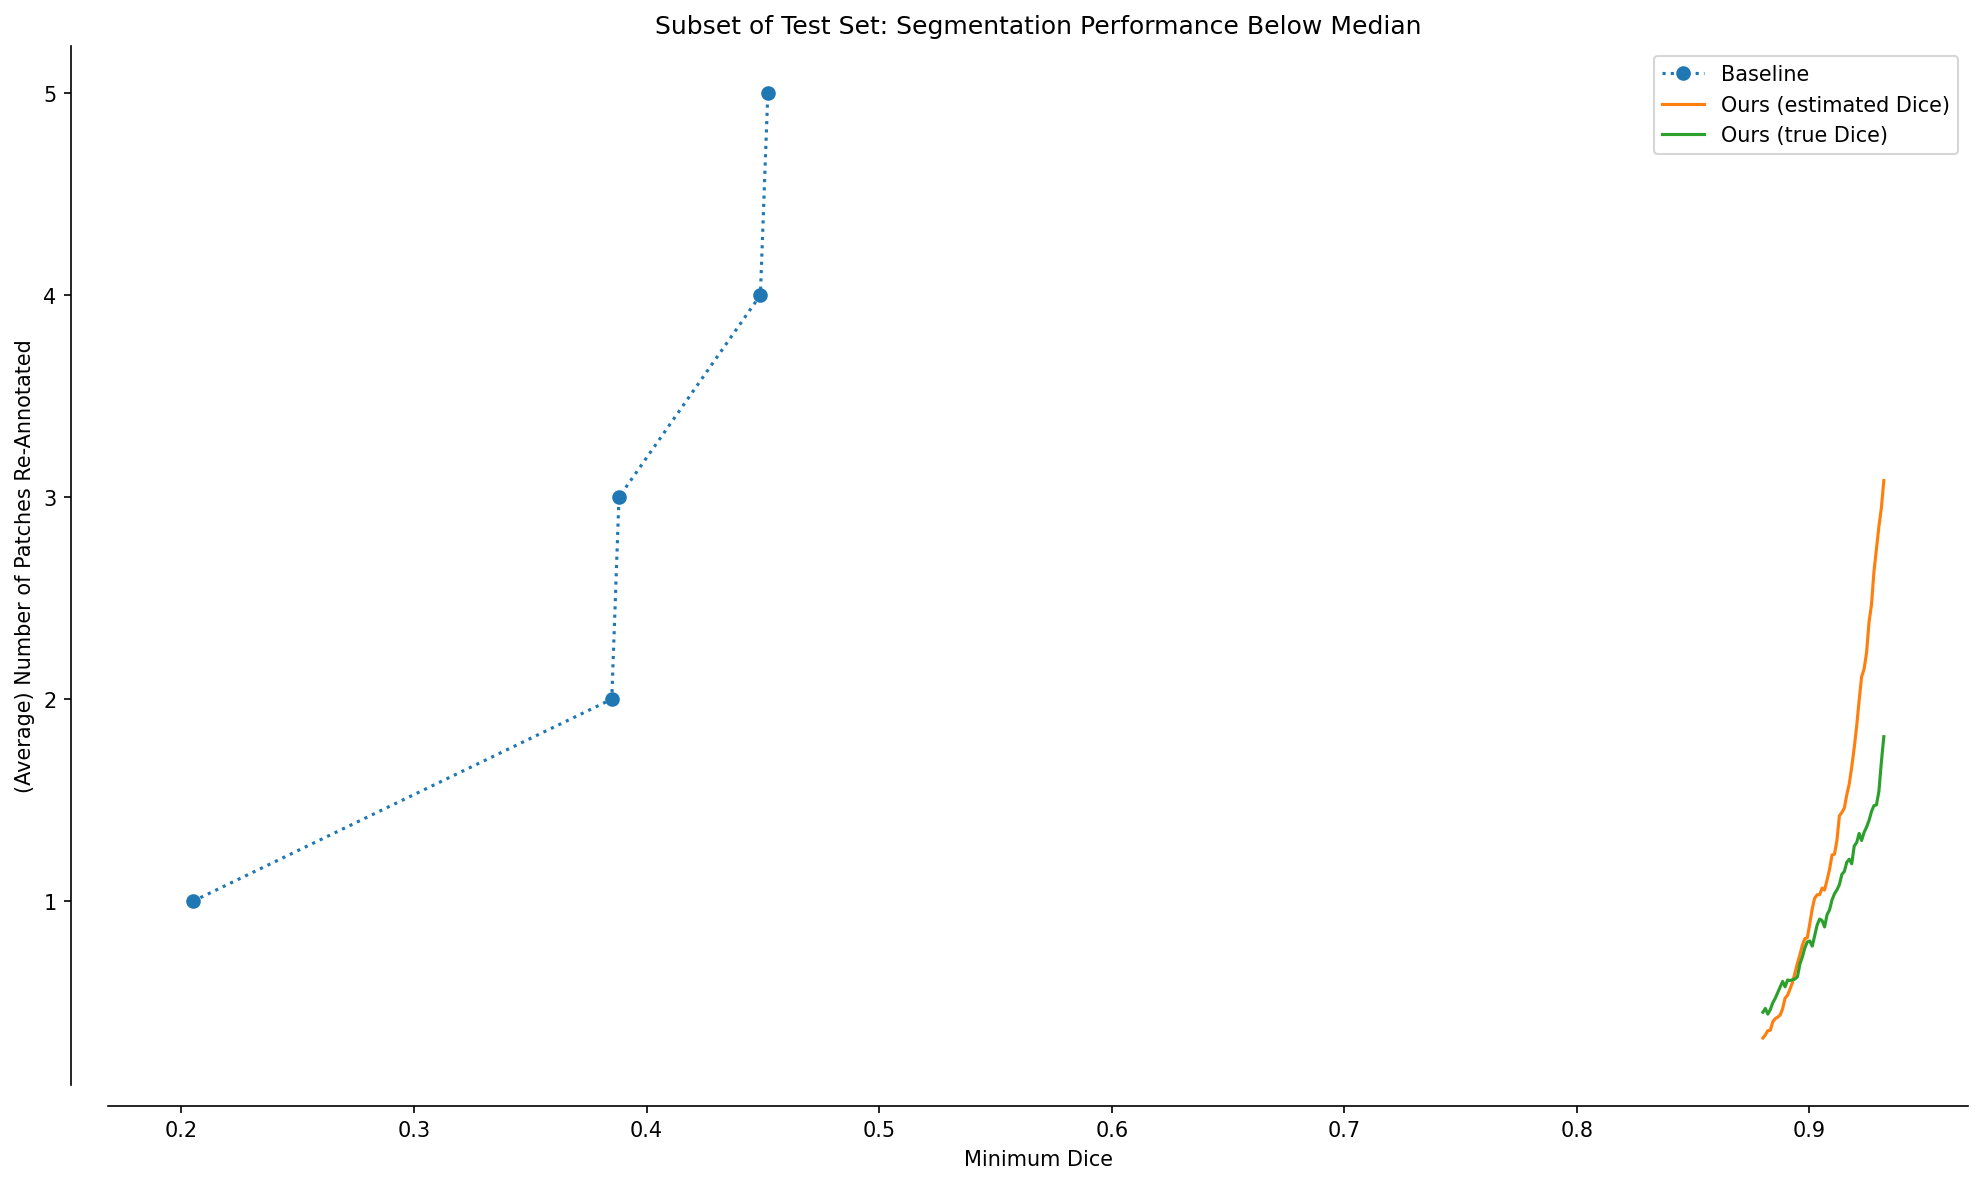 Subset of Test Set: Segmentation Performance Below Median
Baseline
Ours (estimated Dice)
Ours (true Dice)
(Average) Number of Patches Re-Annotated
5
4
3
2
1
0.2 0.3 0.4 0.5 0.6 0.7 0.8 0.9
Minimum Dice